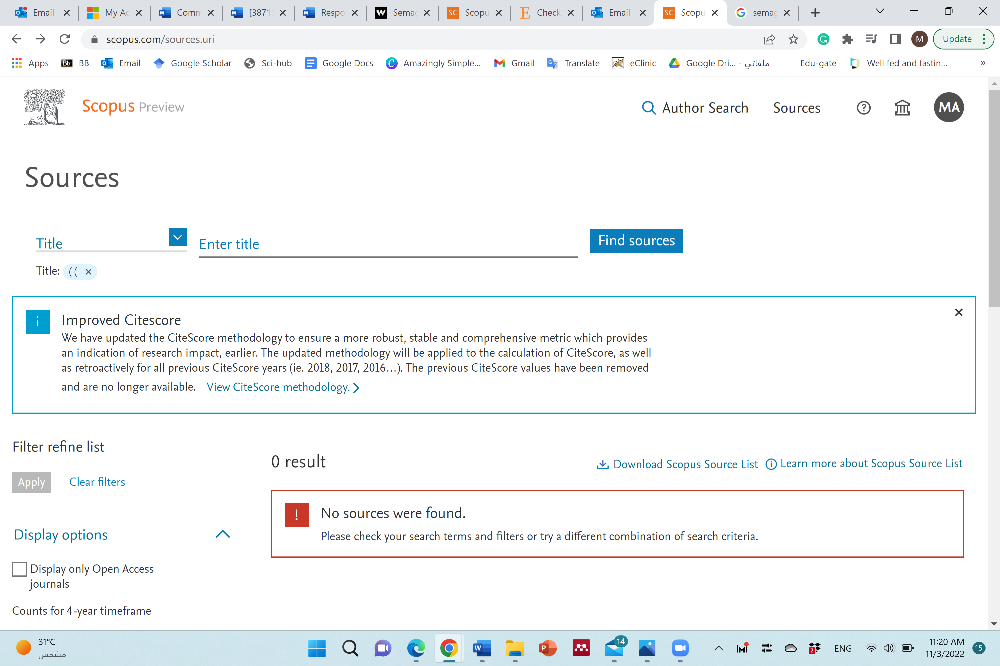 Email
My Ac
Comm
[3871
Respo
Sema
Scopu
Check
Email
Scopu
semag
scopus.com/sources.uri
M
Update
Apps
BB
Email
Google Scholar
Sci-hub
Google Docs
Amazingly Simple...
Gmail
Translate
eClinic
Google Dri... - ملفاتي
Edu-gate
Well fed and fastin...
»
Scopus Preview
Author Search
Sources
MA
Sources
Title
Enter title
Find sources
Title: ((
Improved Citescore
We have updated the CiteScore methodology to ensure a more robust, stable and comprehensive metric which provides
an indication of research impact, earlier. The updated methodology will be applied to the calculation of CiteScore, as well
as retroactively for all previous CiteScore years (ie. 2018, 2017, 2016...). The previous CiteScore values have been removed
and are no longer available. View CiteScore methodology.
Filter refine list
0 result
Download Scopus Source List
Learn more about Scopus Source List
Apply
Clear filters
No sources were found.
Please check your search terms and filters or try a different combination of search criteria.
Display options
Display only Open Access
journals
Counts for 4-year timeframe
31°C
مشمس
14
2
ENG
11:20 AM
11/3/2022
15